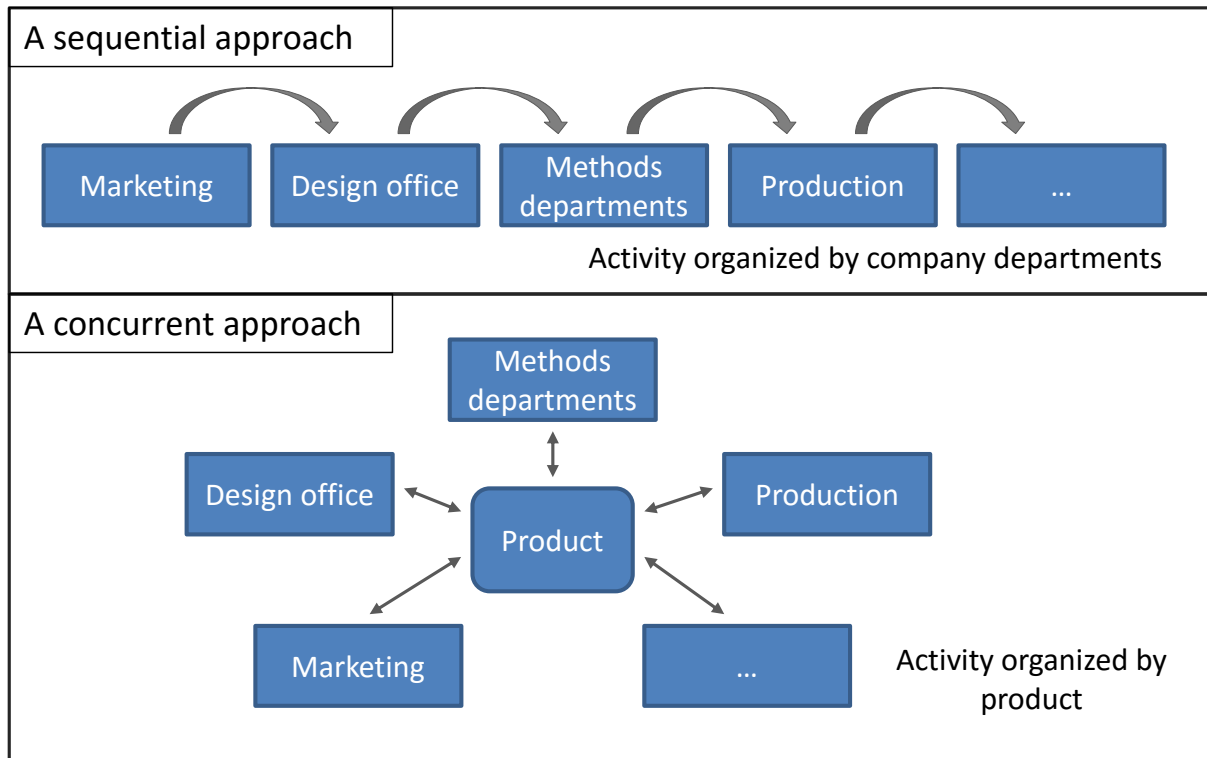 A sequential approach
Marketing
Design office
Methods
departments
Production
...
Activity organized by company departments
A concurrent approach
Methods
departments
Design office
Production
Product
Marketing
...
Activity organized by
product